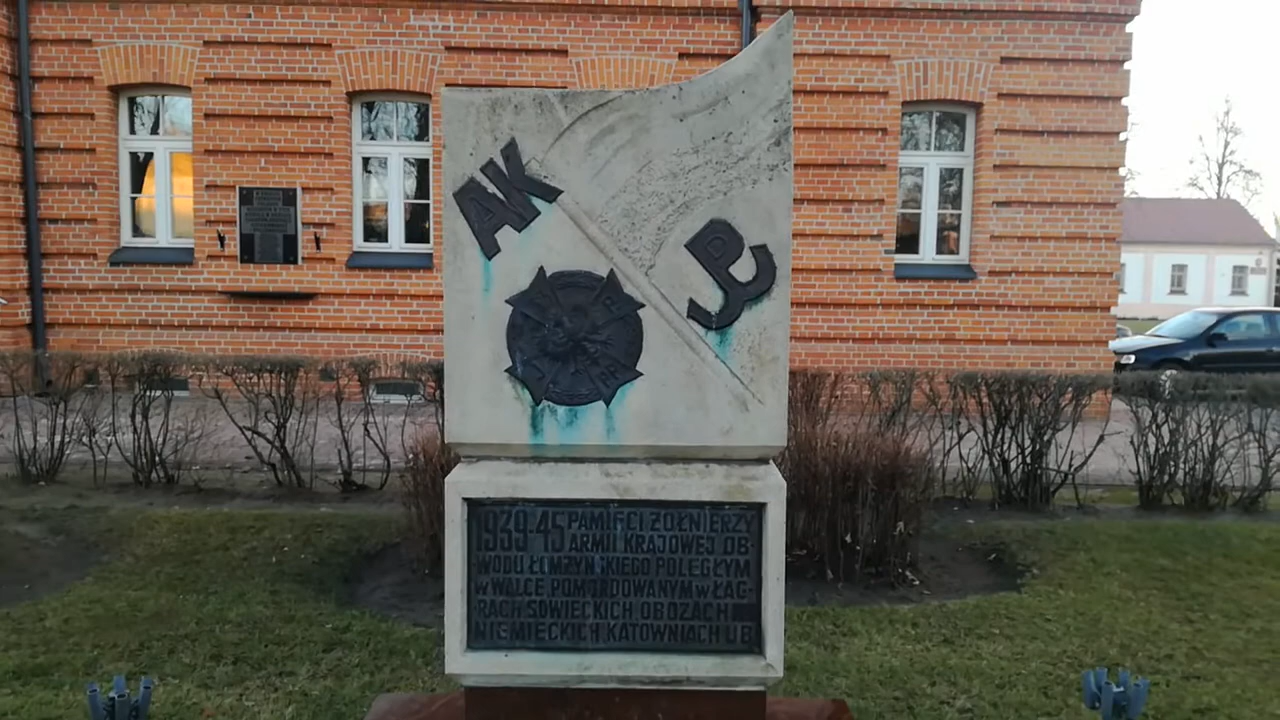 AK
1939-45 PAMIĘCI ŻOŁNIERZY
ARMII KRAJOWEJ OB-
WODU ŁOMŻYŃSKIEGO POLEGŁYM
W WALCE POMORDOWANYM W ŁAG-
RACH SOWIECKICH OBOZACH
NIEMIECKICH KATOWNIACH UB